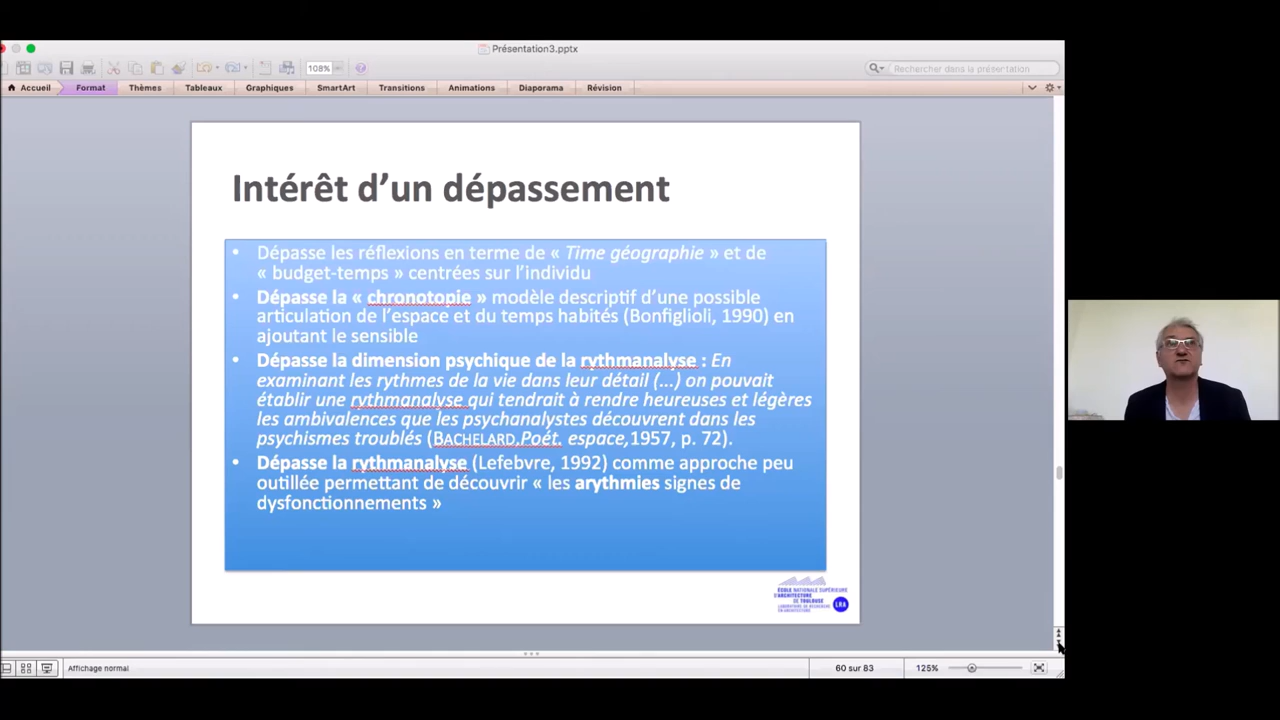 Présentation3.pptx
108%
Rechercher dans la présentation
Accueil
Format
Thèmes
Tableaux
Graphiques
SmartArt
Transitions
Animations
Diaporama
Révision
Intérêt d’un dépassement
• Dépasse les réflexions en terme de « Time géographie » et de
« budget-temps » centrées sur l’individu
• Dépasse la « chronotopie » modèle descriptif d’une possible
articulation de l’espace et du temps habités (Bonfiglioli, 1990) en
ajoutant le sensible
• Dépasse la dimension psychique de la rythmanalyse : En
examinant les rythmes de la vie dans leur détail (…) on pouvait
établir une rythmanalyse qui tendrait à rendre heureuses et légères
les ambivalences que les psychanalystes découvrent dans les
psychismes troublés (BACHELARD,Poét. espace,1957, p. 72).
• Dépasse la rythmanalyse (Lefebvre, 1992) comme approche peu
outillée permettant de découvrir « les arythmies signes de
dysfonctionnements »
ÉCOLE NATIONALE SUPÉRIEURE
D'ARCHITECTURE
DE TOULOUSE
LABORATOIRE DE RECHERCHE
EN ARCHITECTURE
LRA
Affichage normal
60 sur 83
125%